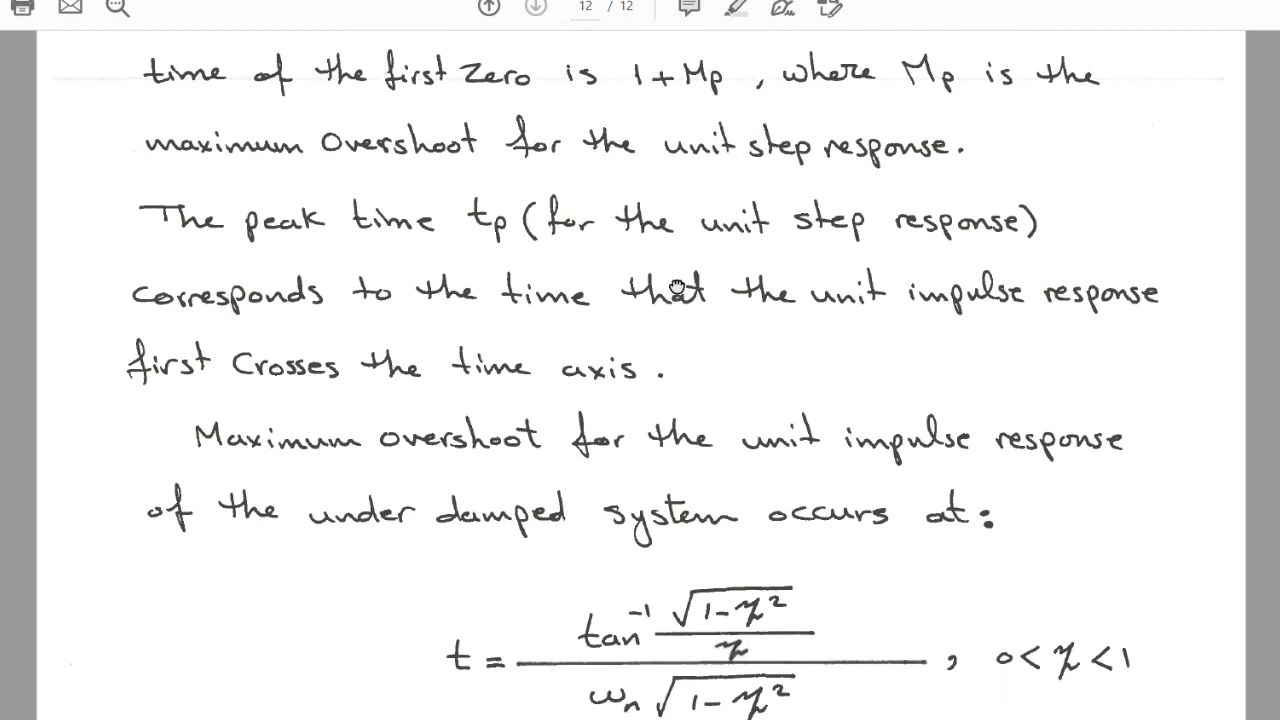 12 / 12
time of the first Zero is 1 + Mp , where Mp is the
maximum Overshoot for the unit step response.
The peak time tp (for the unit step response)
corresponds to the time that the unit impulse response
first Crosses the time axis .
Maximum overshoot for the unit impulse response
of the under damped system occurs at:
t = tan⁻¹ (√(1-ζ²) / ζ) / (ωn √(1-ζ²)) , 0 < ζ < 1